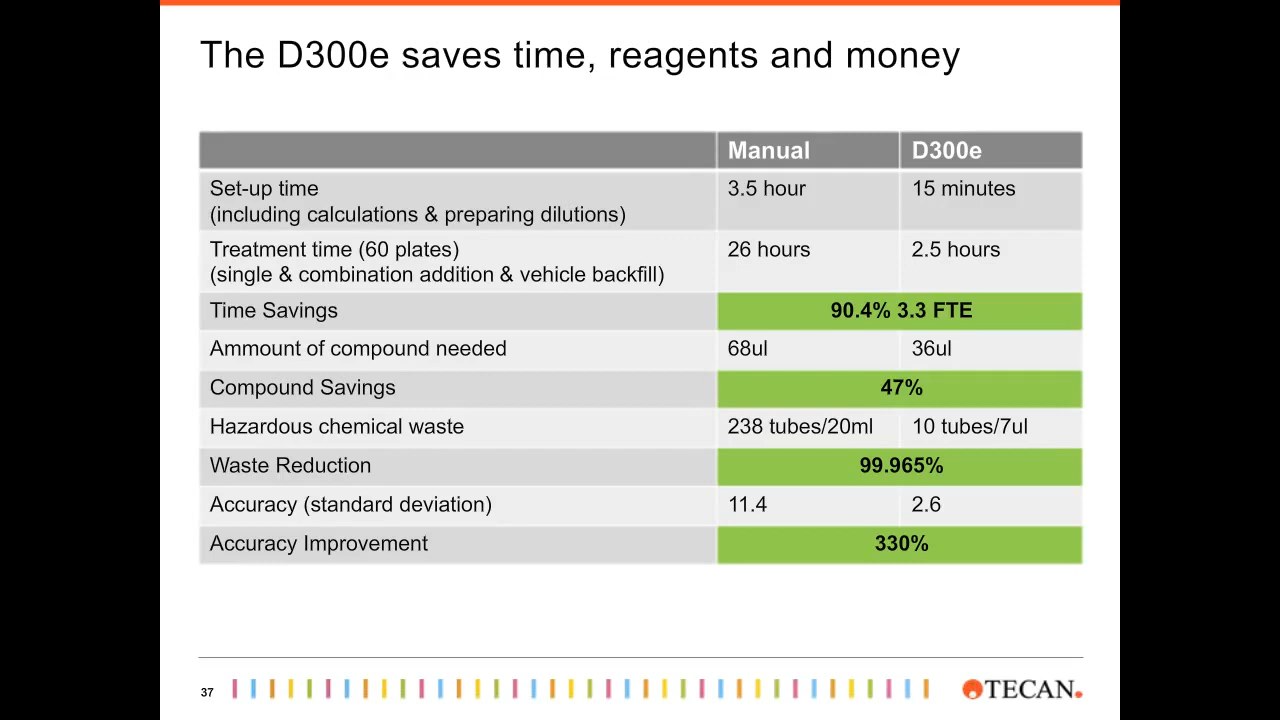 The D300e saves time, reagents and money
Manual D300e
Set-up time 3.5 hour 15 minutes
(including calculations & preparing dilutions)
Treatment time (60 plates) 26 hours 2.5 hours
(single & combination addition & vehicle backfill)
Time Savings 90.4% 3.3 FTE
Ammount of compound needed 68ul 36ul
Compound Savings 47%
Hazardous chemical waste 238 tubes/20ml 10 tubes/7ul
Waste Reduction 99.965%
Accuracy (standard deviation) 11.4 2.6
Accuracy Improvement 330%
37 TECAN.